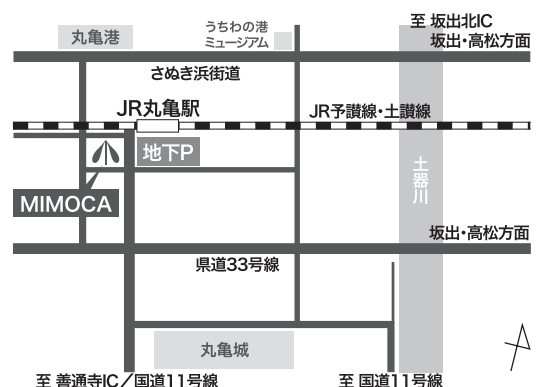 至 坂出北IC
うちわの港
ミュージアム
丸亀港
坂出・高松方面
さぬき浜街道
JR丸亀駅
JR予讃線・土讃線
地下P
土器川
MIMOCA
坂出・高松方面
県道33号線
丸亀城
至 善通寺IC／国道11号線
至 国道11号線